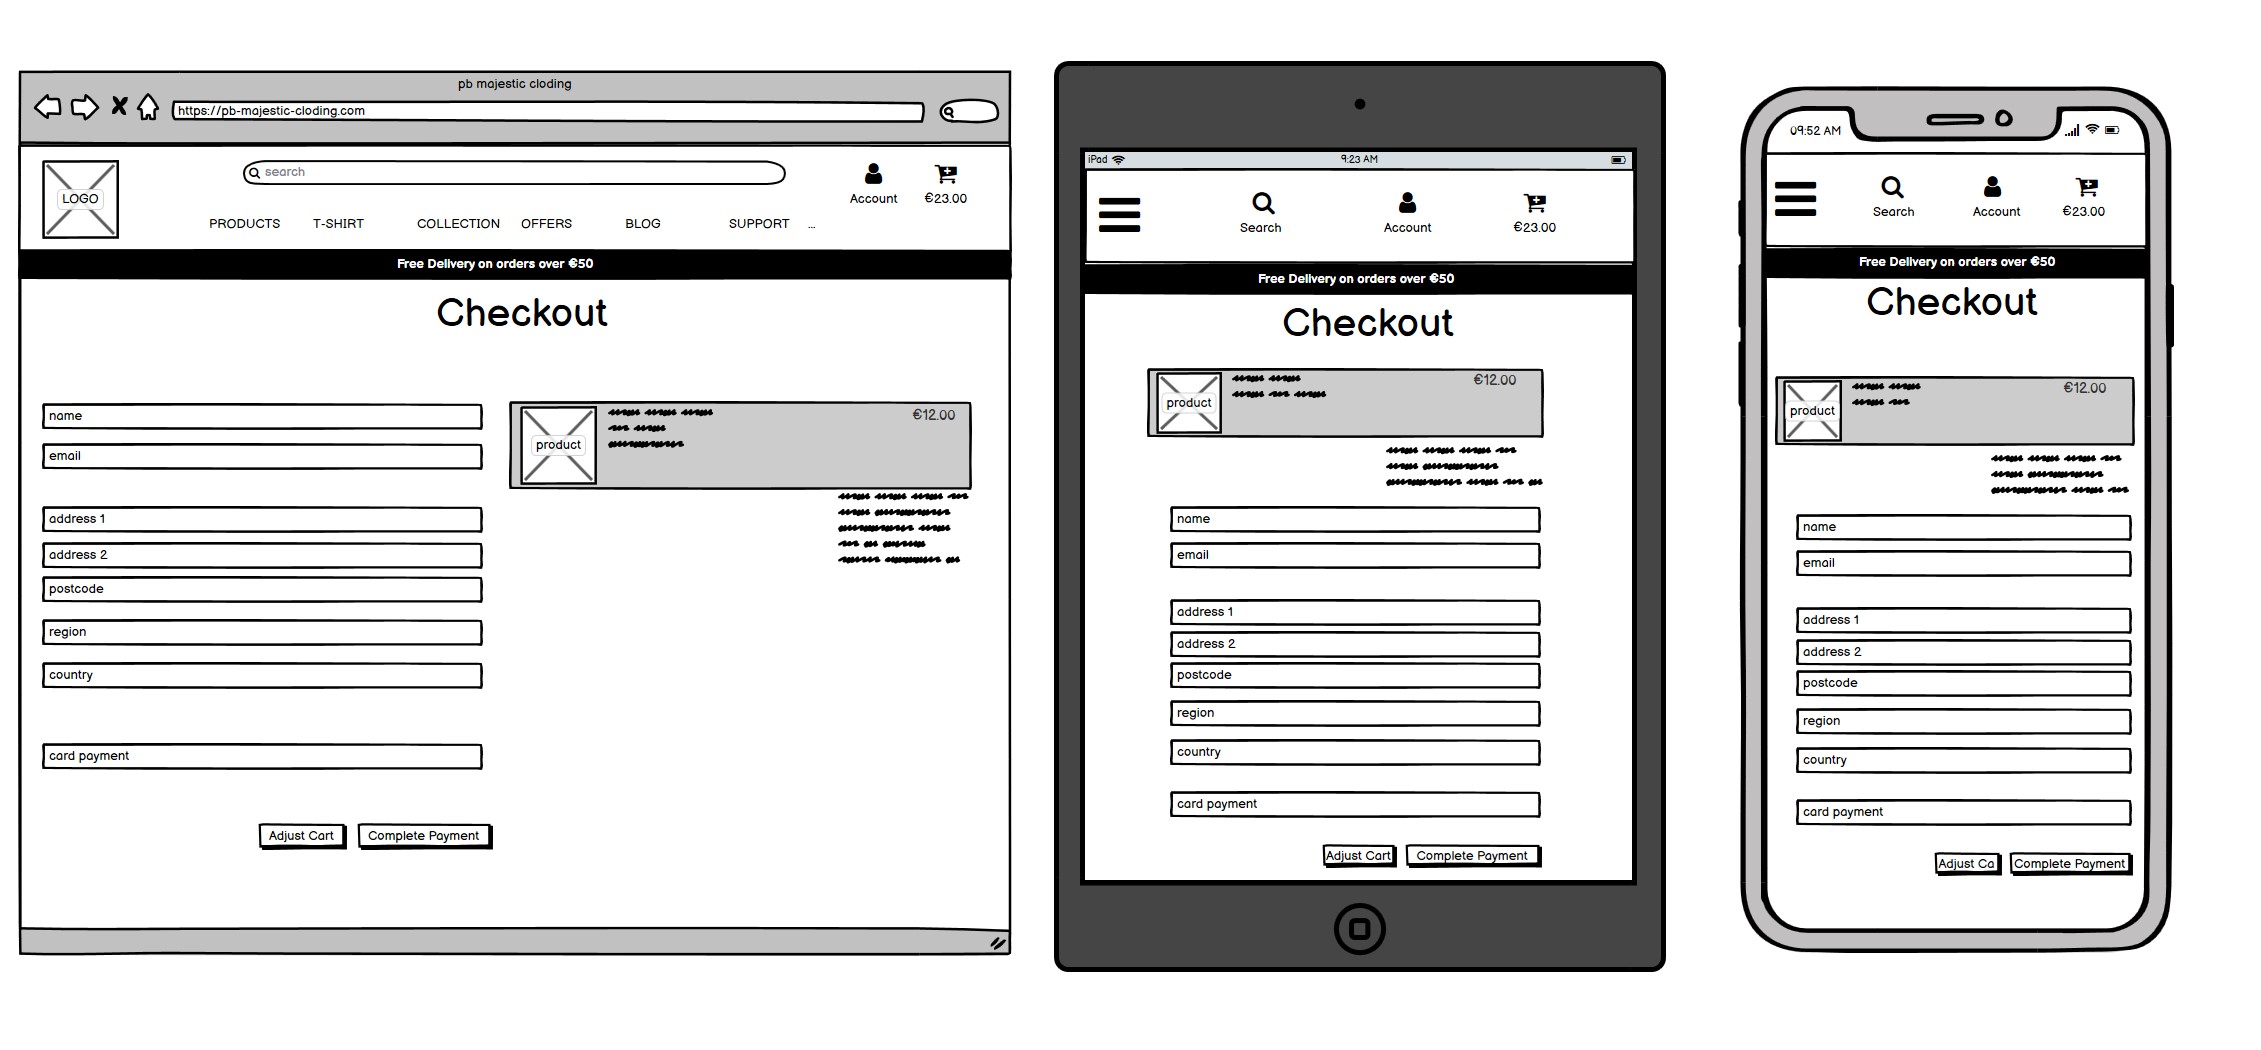 pb majestic cloding
https://pb-majestic-cloding.com
LOGO
search
Account
€23.00
PRODUCTS T-SHIRT COLLECTION OFFERS BLOG SUPPORT ...
Free Delivery on orders over €50
Checkout
name
email
address 1
address 2
postcode
region
country
card payment
Adjust Cart Complete Payment
product
€12.00
iPad 9:23 AM
Search Account €23.00
Free Delivery on orders over €50
Checkout
product
€12.00
name
email
address 1
address 2
postcode
region
country
card payment
Adjust Cart Complete Payment
09:52 AM
Search Account €23.00
Free Delivery on orders over €50
Checkout
product
€12.00
name
email
address 1
address 2
postcode
region
country
card payment
Adjust Ca Complete Payment